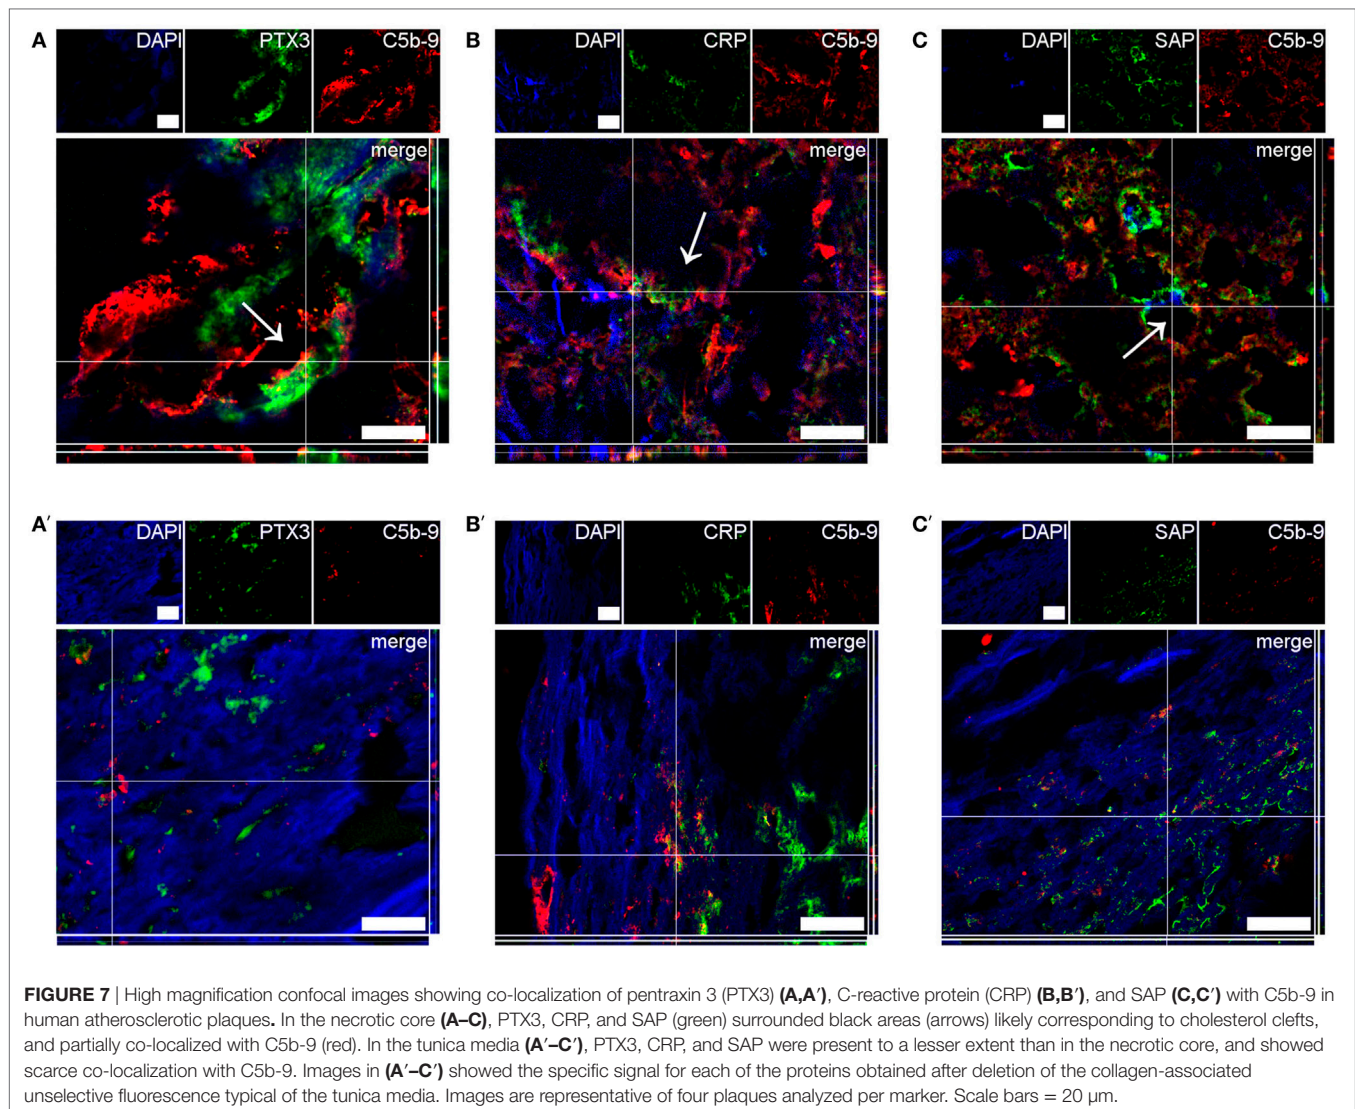 A DAPI PTX3 C5b-9
merge
B DAPI CRP C5b-9
merge
C DAPI SAP C5b-9
merge
A′ DAPI PTX3 C5b-9
merge
B′ DAPI CRP C5b-9
merge
C′ DAPI SAP C5b-9
merge
FIGURE 7 | High magnification confocal images showing co-localization of pentraxin 3 (PTX3) (A,A′), C-reactive protein (CRP) (B,B′), and SAP (C,C′) with C5b-9 in
human atherosclerotic plaques. In the necrotic core (A–C), PTX3, CRP, and SAP (green) surrounded black areas (arrows) likely corresponding to cholesterol clefts,
and partially co-localized with C5b-9 (red). In the tunica media (A′–C′), PTX3, CRP, and SAP were present to a lesser extent than in the necrotic core, and showed
scarce co-localization with C5b-9. Images in (A′–C′) showed the specific signal for each of the proteins obtained after deletion of the collagen-associated
unselective fluorescence typical of the tunica media. Images are representative of four plaques analyzed per marker. Scale bars = 20 µm.